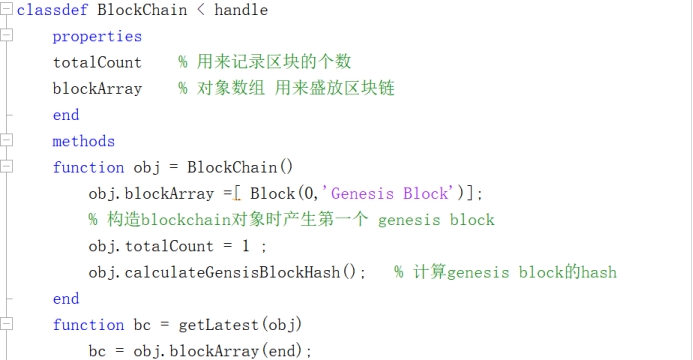 classdef BlockChain < handle
properties
totalCount % 用来记录区块的个数
blockArray % 对象数组 用来盛放区块链
end
methods
function obj = BlockChain()
obj.blockArray =[ Block(0,'Genesis Block')];
% 构造blockchain对象时产生第一个 genesis block
obj.totalCount = 1 ;
obj.calculateGensisBlockHash(); % 计算genesis block的hash
end
function bc = getLatest(obj)
bc = obj.blockArray(end);